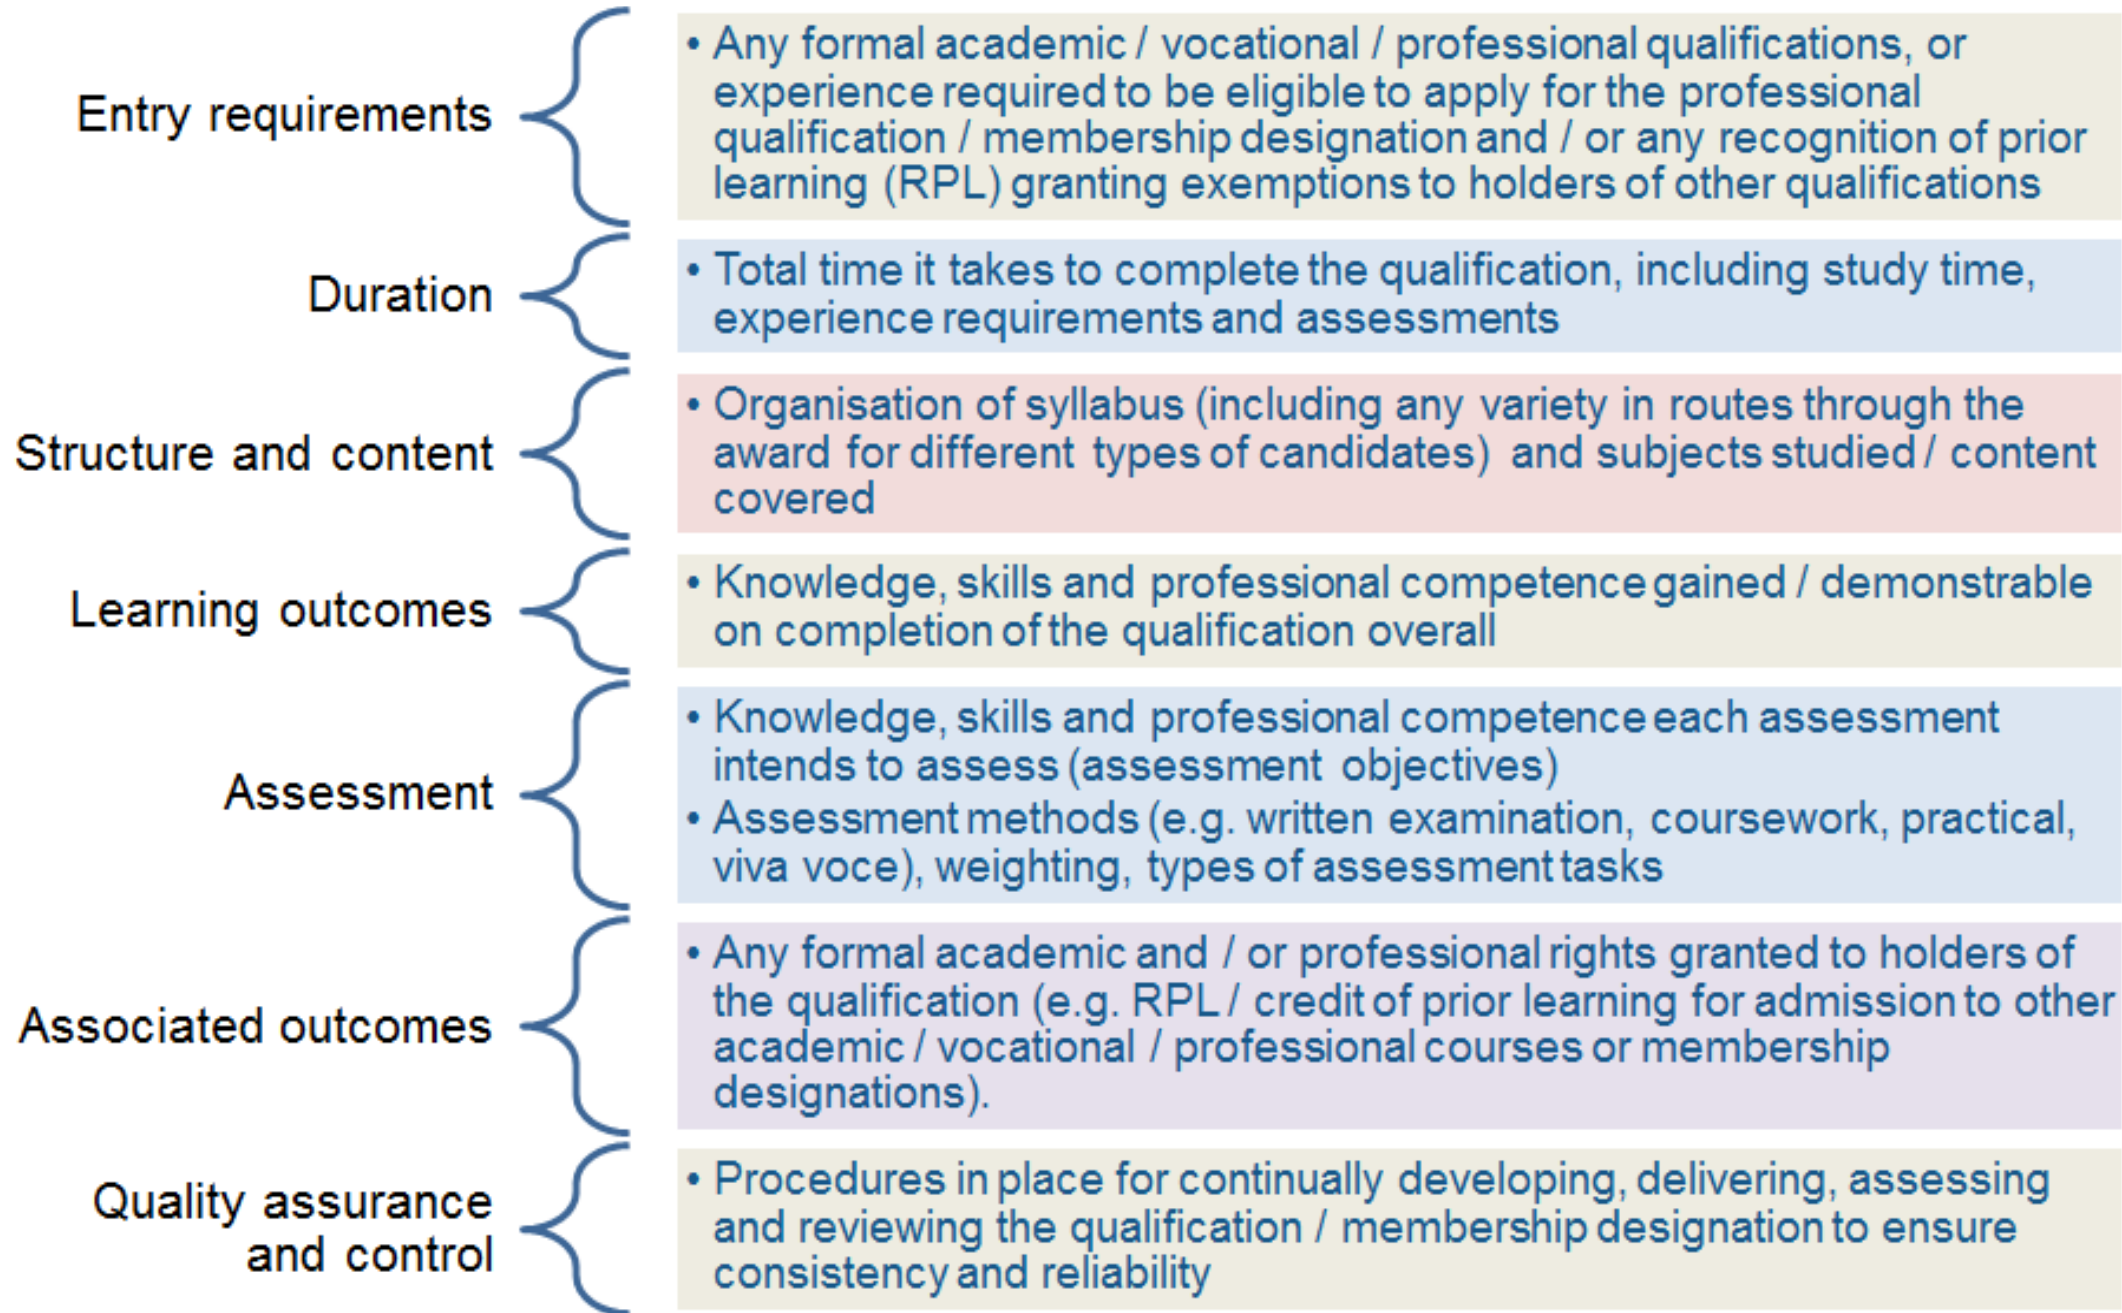 Entry requirements
• Any formal academic / vocational / professional qualifications, or
experience required to be eligible to apply for the professional
qualification / membership designation and / or any recognition of prior
learning (RPL) granting exemptions to holders of other qualifications
Duration
• Total time it takes to complete the qualification, including study time,
experience requirements and assessments
Structure and content
• Organisation of syllabus (including any variety in routes through the
award for different types of candidates) and subjects studied / content
covered
Learning outcomes
• Knowledge, skills and professional competence gained / demonstrable
on completion of the qualification overall
Assessment
• Knowledge, skills and professional competence each assessment
intends to assess (assessment objectives)
• Assessment methods (e.g. written examination, coursework, practical,
viva voce), weighting, types of assessment tasks
Associated outcomes
• Any formal academic and / or professional rights granted to holders of
the qualification (e.g. RPL / credit of prior learning for admission to other
academic / vocational / professional courses or membership
designations).
Quality assurance
and control
• Procedures in place for continually developing, delivering, assessing
and reviewing the qualification / membership designation to ensure
consistency and reliability